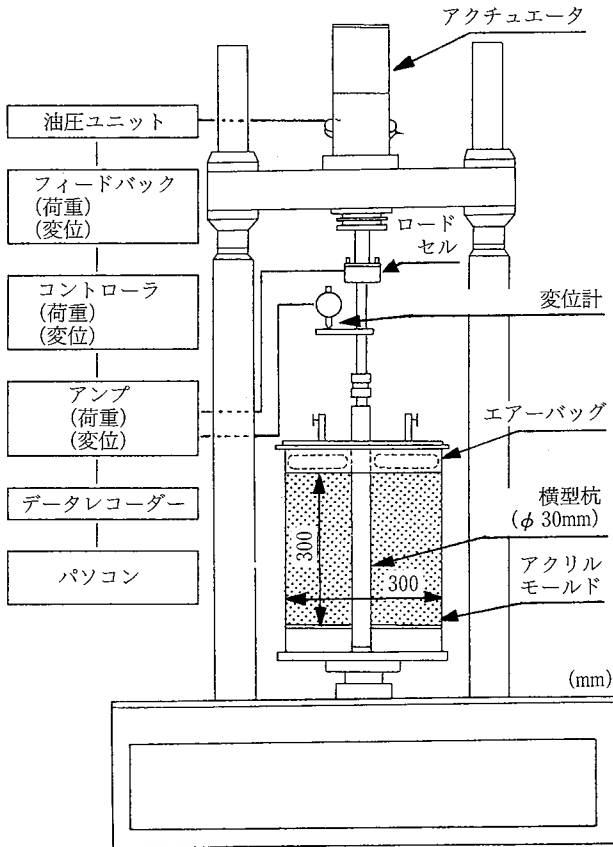 アクチュエータ
油圧ユニット
フィードバック
(荷重)
(変位)
ロード
セル
コントローラ
(荷重)
(変位)
変位計
アンプ
(荷重)
(変位)
エアーバッグ
データレコーダー
横型杭
(φ 30mm)
300
パソコン
300
アクリル
モールド
(mm)